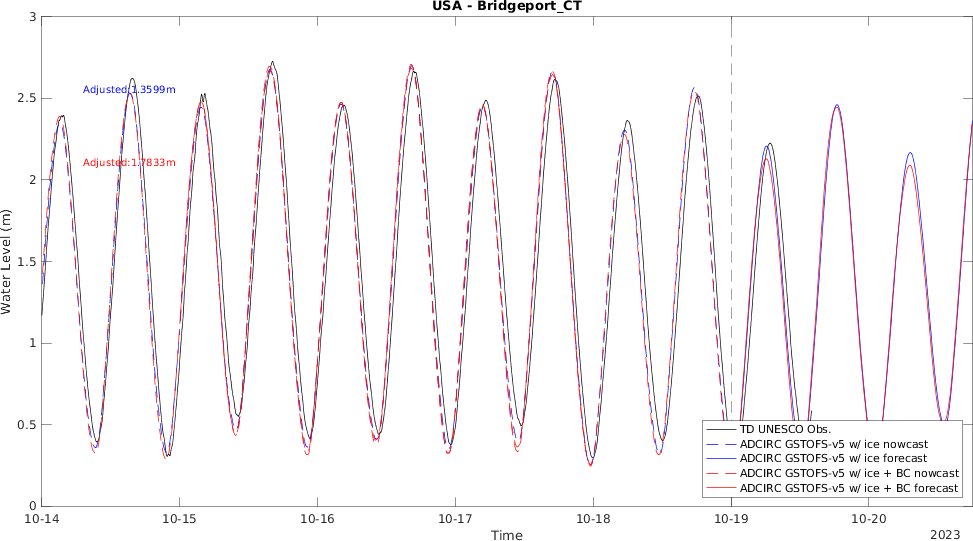 USA - Bridgeport_CT
3
2.5
2
1.5
1
0.5
0
Water Level (m)
Adjusted:1.3599m
Adjusted:1.7833m
TD UNESCO Obs.
ADCIRC GSTOFS-v5 w/ ice nowcast
ADCIRC GSTOFS-v5 w/ ice forecast
ADCIRC GSTOFS-v5 w/ ice + BC nowcast
ADCIRC GSTOFS-v5 w/ ice + BC forecast
10-14 10-15 10-16 10-17 10-18 10-19 10-20
Time
2023